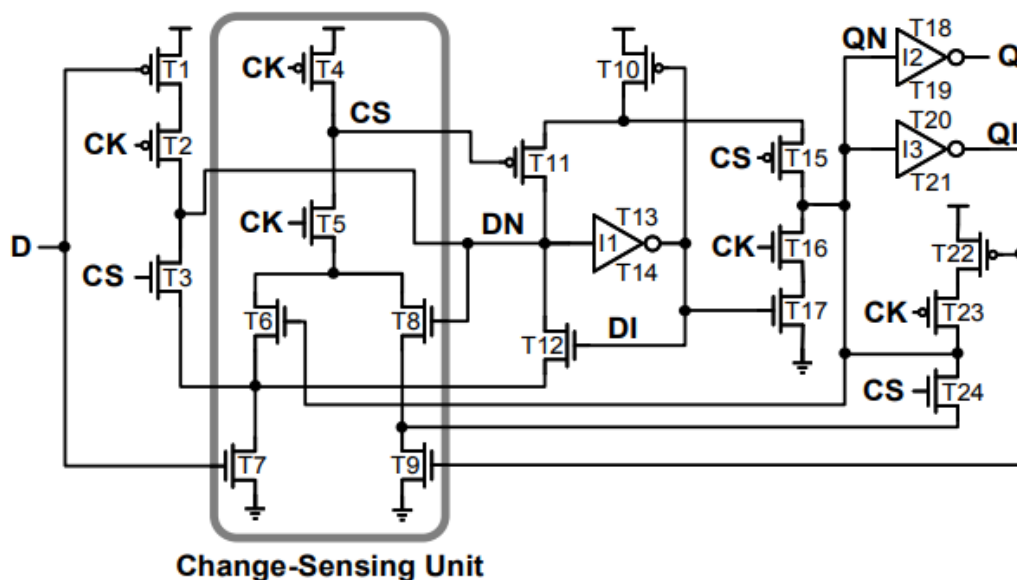 T18
QN
I2
Q
T19
T1
CK
T4
T10
T20
CS
QI
CK
T2
T11
CS
T15
I3
T21
CK
T5
DN
T13
D
I1
CK
T16
T22
CS
T3
T14
T6
T8
DI
T17
CK
T23
T12
CS
T24
T7
T9
Change-Sensing Unit